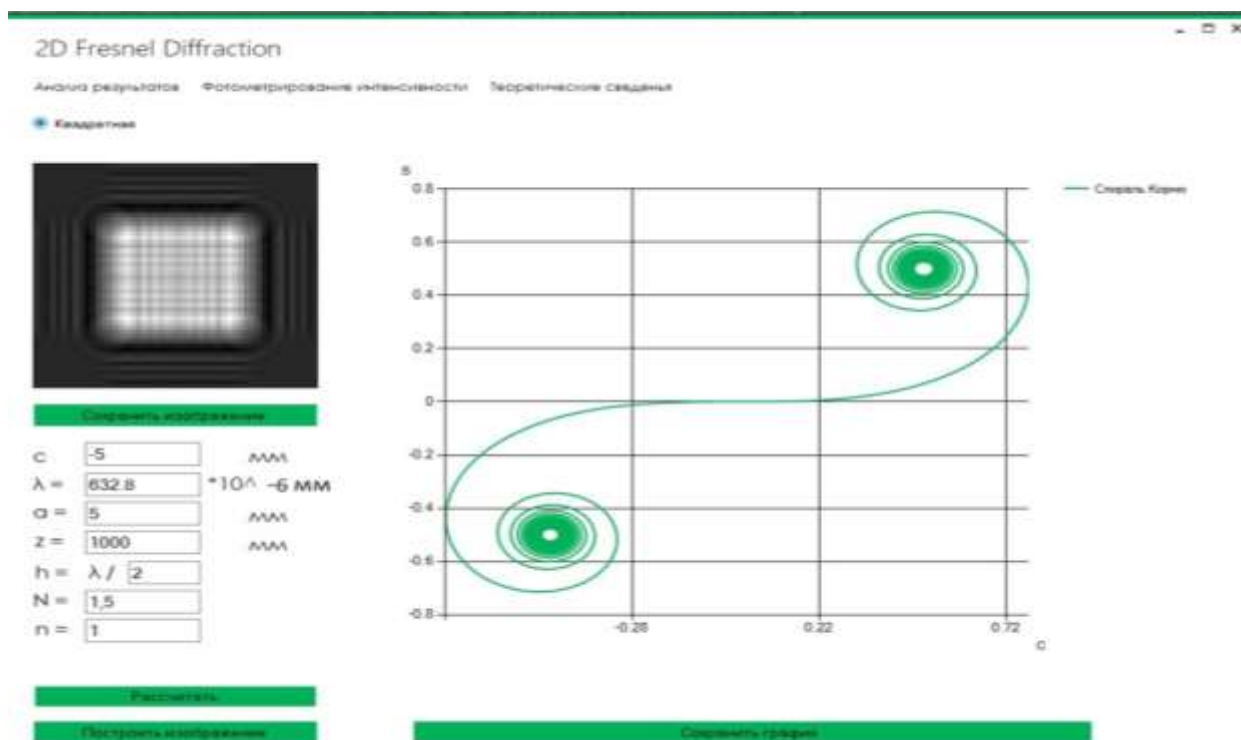 2D Fresnel Diffraction
Анализ результатов Фотометрирование интенсивности Теоретические сведенья
Квадратная
S
0.8
0.6
0.4
0.2
0
-0.2
-0.4
-0.6
-0.8
-0.28 0.22 0.72
C
Спираль Корню
Сохранить изображение
c -5 мм
λ = 632.8 *10^ -6 мм
a = 5 мм
z = 1000 мм
h = λ / 2
N = 1,5
n = 1
Рассчитать
Построить изображение
Сохранить график